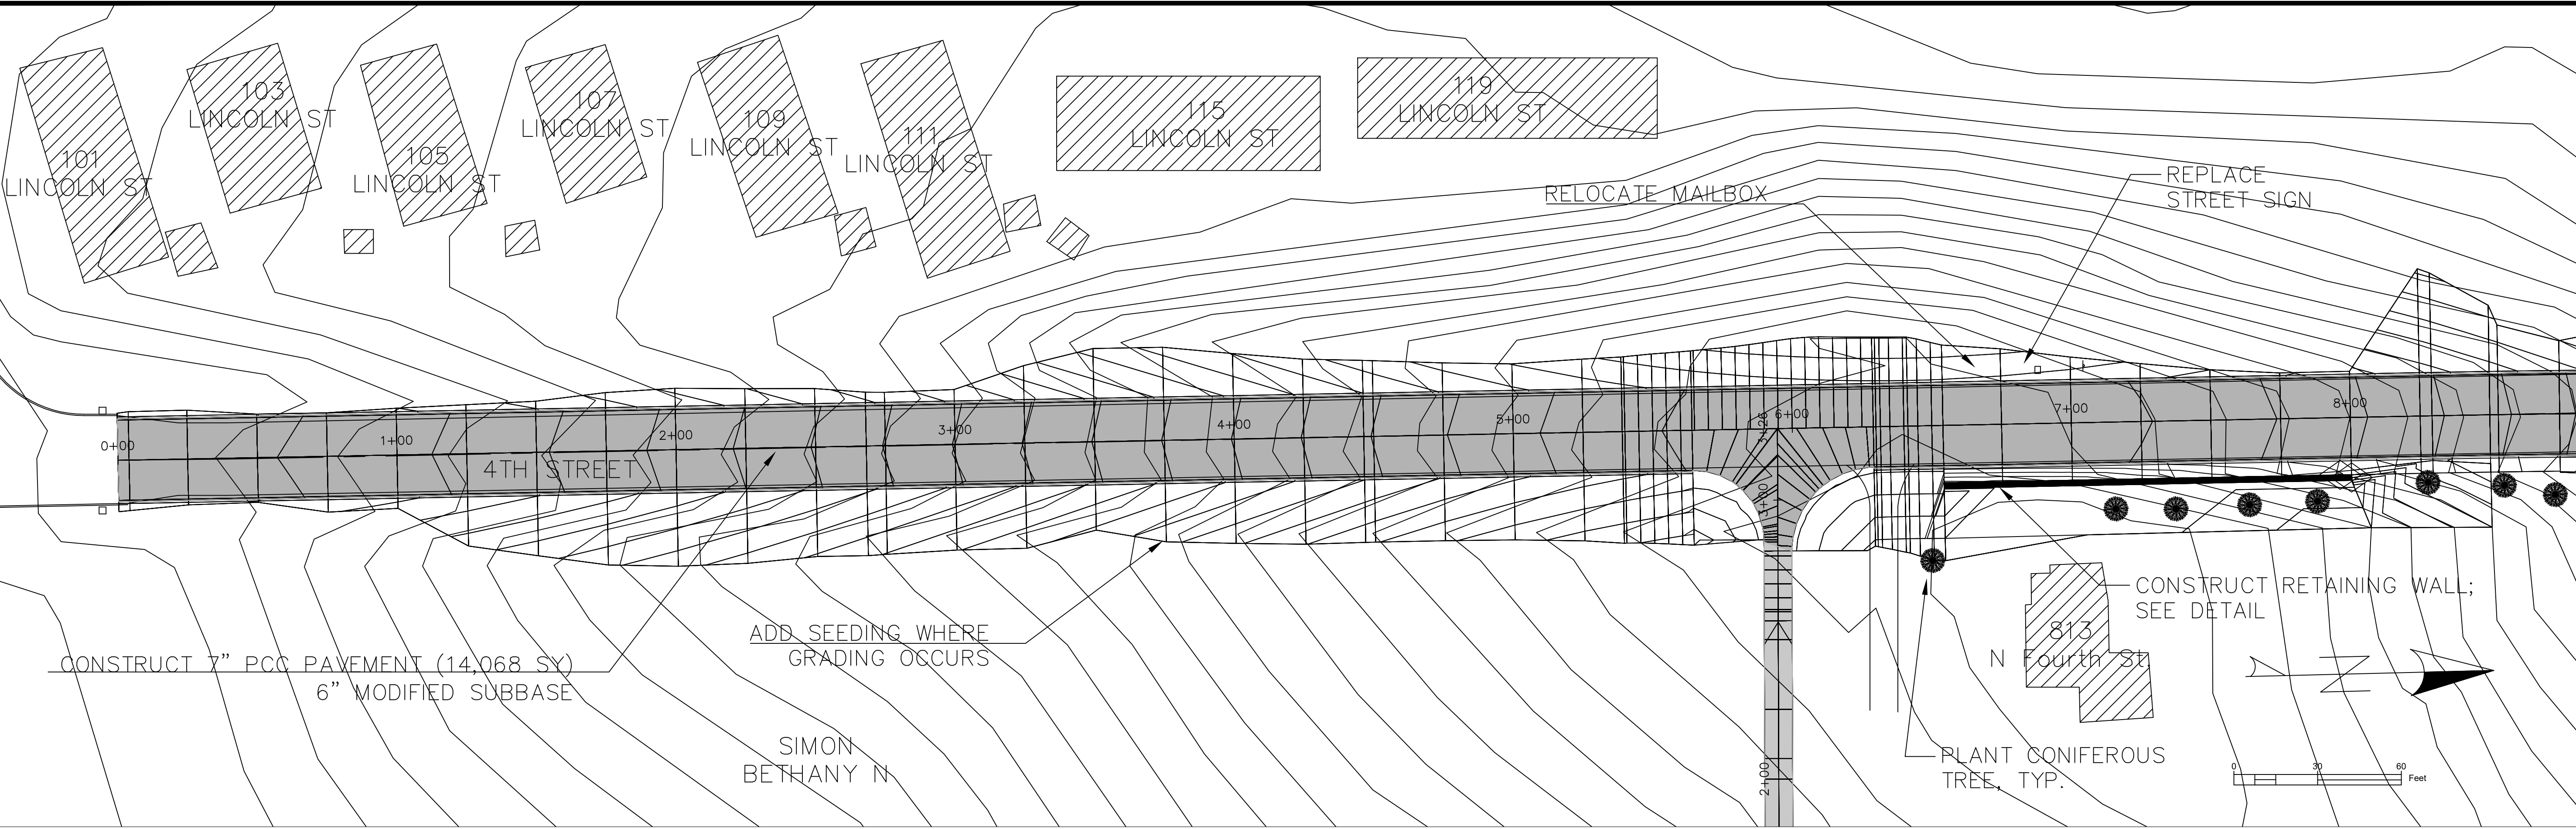 103
LINCOLN ST
107
LINCOLN ST
109
LINCOLN ST
111
LINCOLN ST
115
LINCOLN ST
119
LINCOLN ST
101
LINCOLN ST
105
LINCOLN ST
RELOCATE MAILBOX
REPLACE
STREET SIGN
0+00
1+00
2+00
3+00
4+00
5+00
6+00
7+00
8+00
4TH STREET
3+00
2+00
CONSTRUCT 7" PCC PAVEMENT (14,068 SY)
6" MODIFIED SUBBASE
ADD SEEDING WHERE
GRADING OCCURS
SIMON
BETHANY N
CONSTRUCT RETAINING WALL;
SEE DETAIL
813
N Fourth St.
PLANT CONIFEROUS
TREE, TYP.
N
0 30 60
Feet